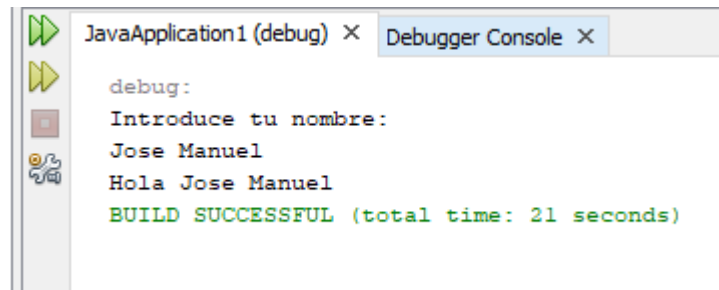 JavaApplication1 (debug) × Debugger Console ×
debug:
Introduce tu nombre:
Jose Manuel
Hola Jose Manuel
BUILD SUCCESSFUL (total time: 21 seconds)